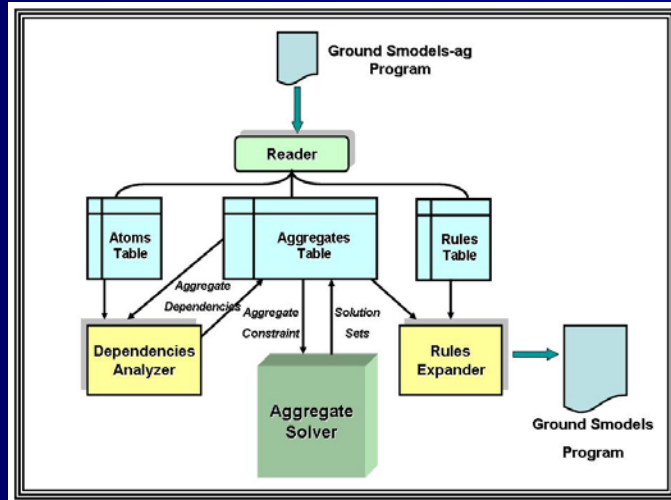 Ground Smodels-ag
Program
Reader
Atoms
Table
Aggregates
Table
Rules
Table
Aggregate
Dependencies
Aggregate
Constraint
Solution
Sets
Dependencies
Analyzer
Rules
Expander
Aggregate
Solver
Ground Smodels
Program